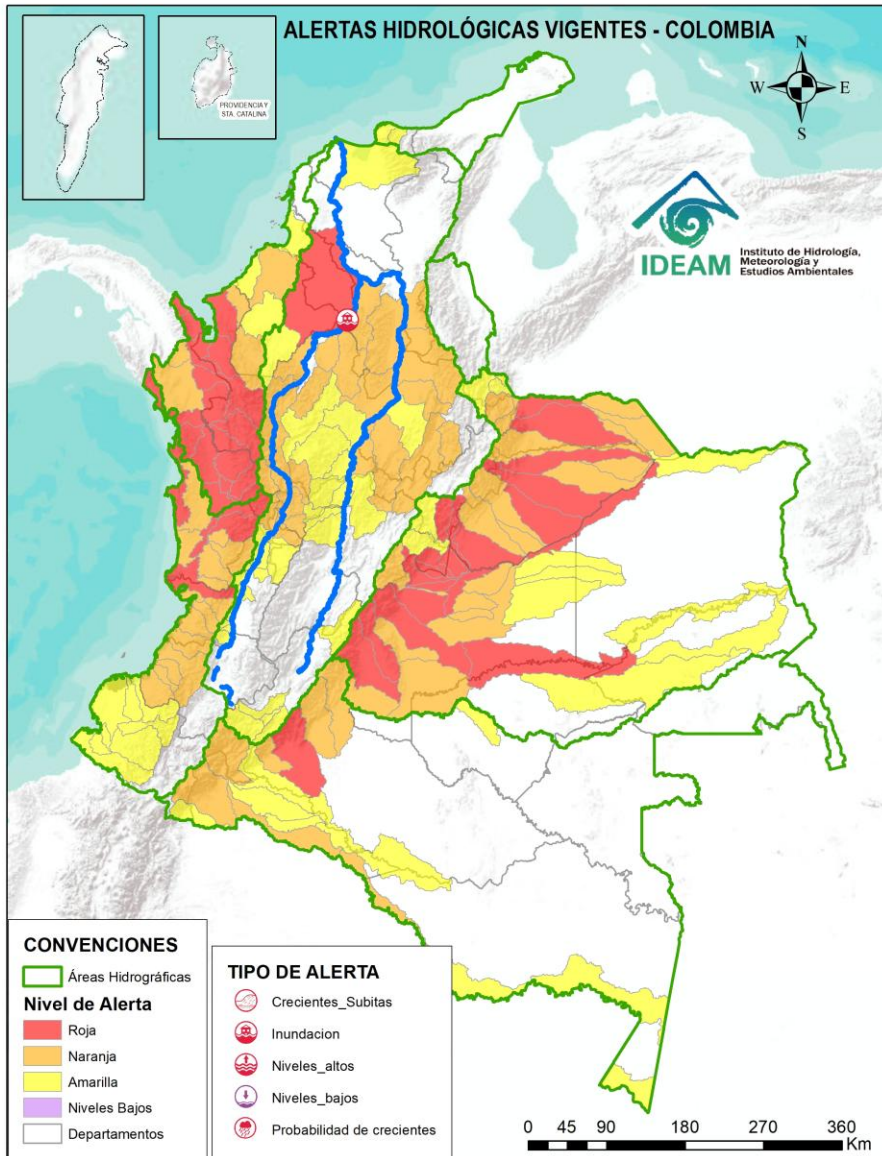 ALERTAS HIDROLÓGICAS VIGENTES - COLOMBIA
PROVIDENCIA Y
STA. CATALINA
N
W
E
S
IDEAM
Instituto de Hidrología,
Meteorología y
Estudios Ambientales
CONVENCIONES
Áreas Hidrográficas
Nivel de Alerta
Roja
Naranja
Amarilla
Niveles Bajos
Departamentos
TIPO DE ALERTA
Crecientes_Subitas
Inundacion
Niveles_altos
Niveles_bajos
Probabilidad de crecientes
0 45 90 180 270 360
Km